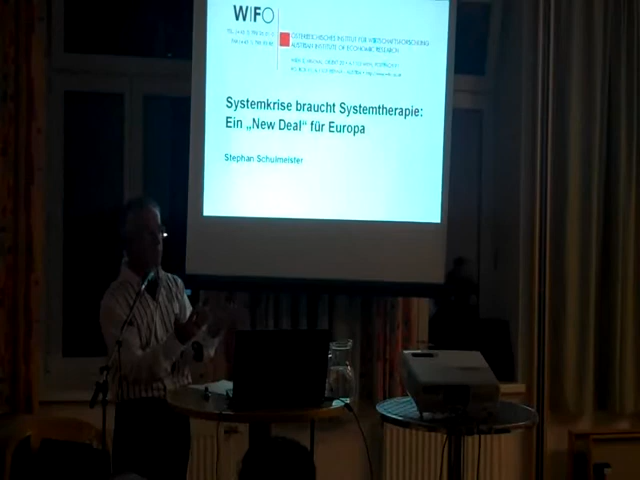 WIFO
ÖSTERREICHISCHES INSTITUT FÜR WIRTSCHAFTSFORSCHUNG
AUSTRIAN INSTITUTE OF ECONOMIC RESEARCH
Systemkrise braucht Systemtherapie:
Ein „New Deal“ für Europa
Stephan Schulmeister